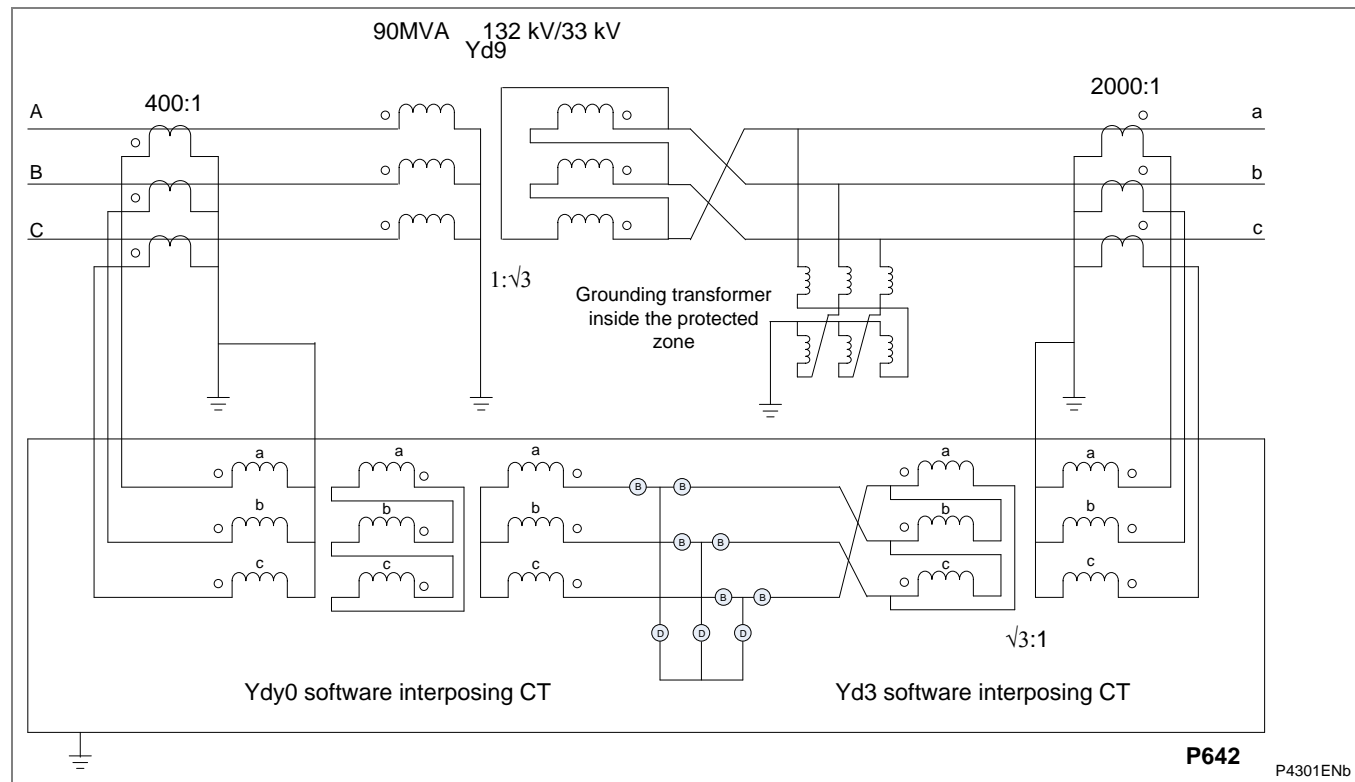 90MVA 132 kV/33 kV
Yd9
400:1
2000:1
A
a
B
b
C
c
1:√3
Grounding transformer
inside the protected
zone
a
a
a
a
a
b
b
b
b
b
c
c
c
c
c
B
B
B
B
B
B
D
D
D
√3:1
Ydy0 software interposing CT
Yd3 software interposing CT
P642
P4301ENb